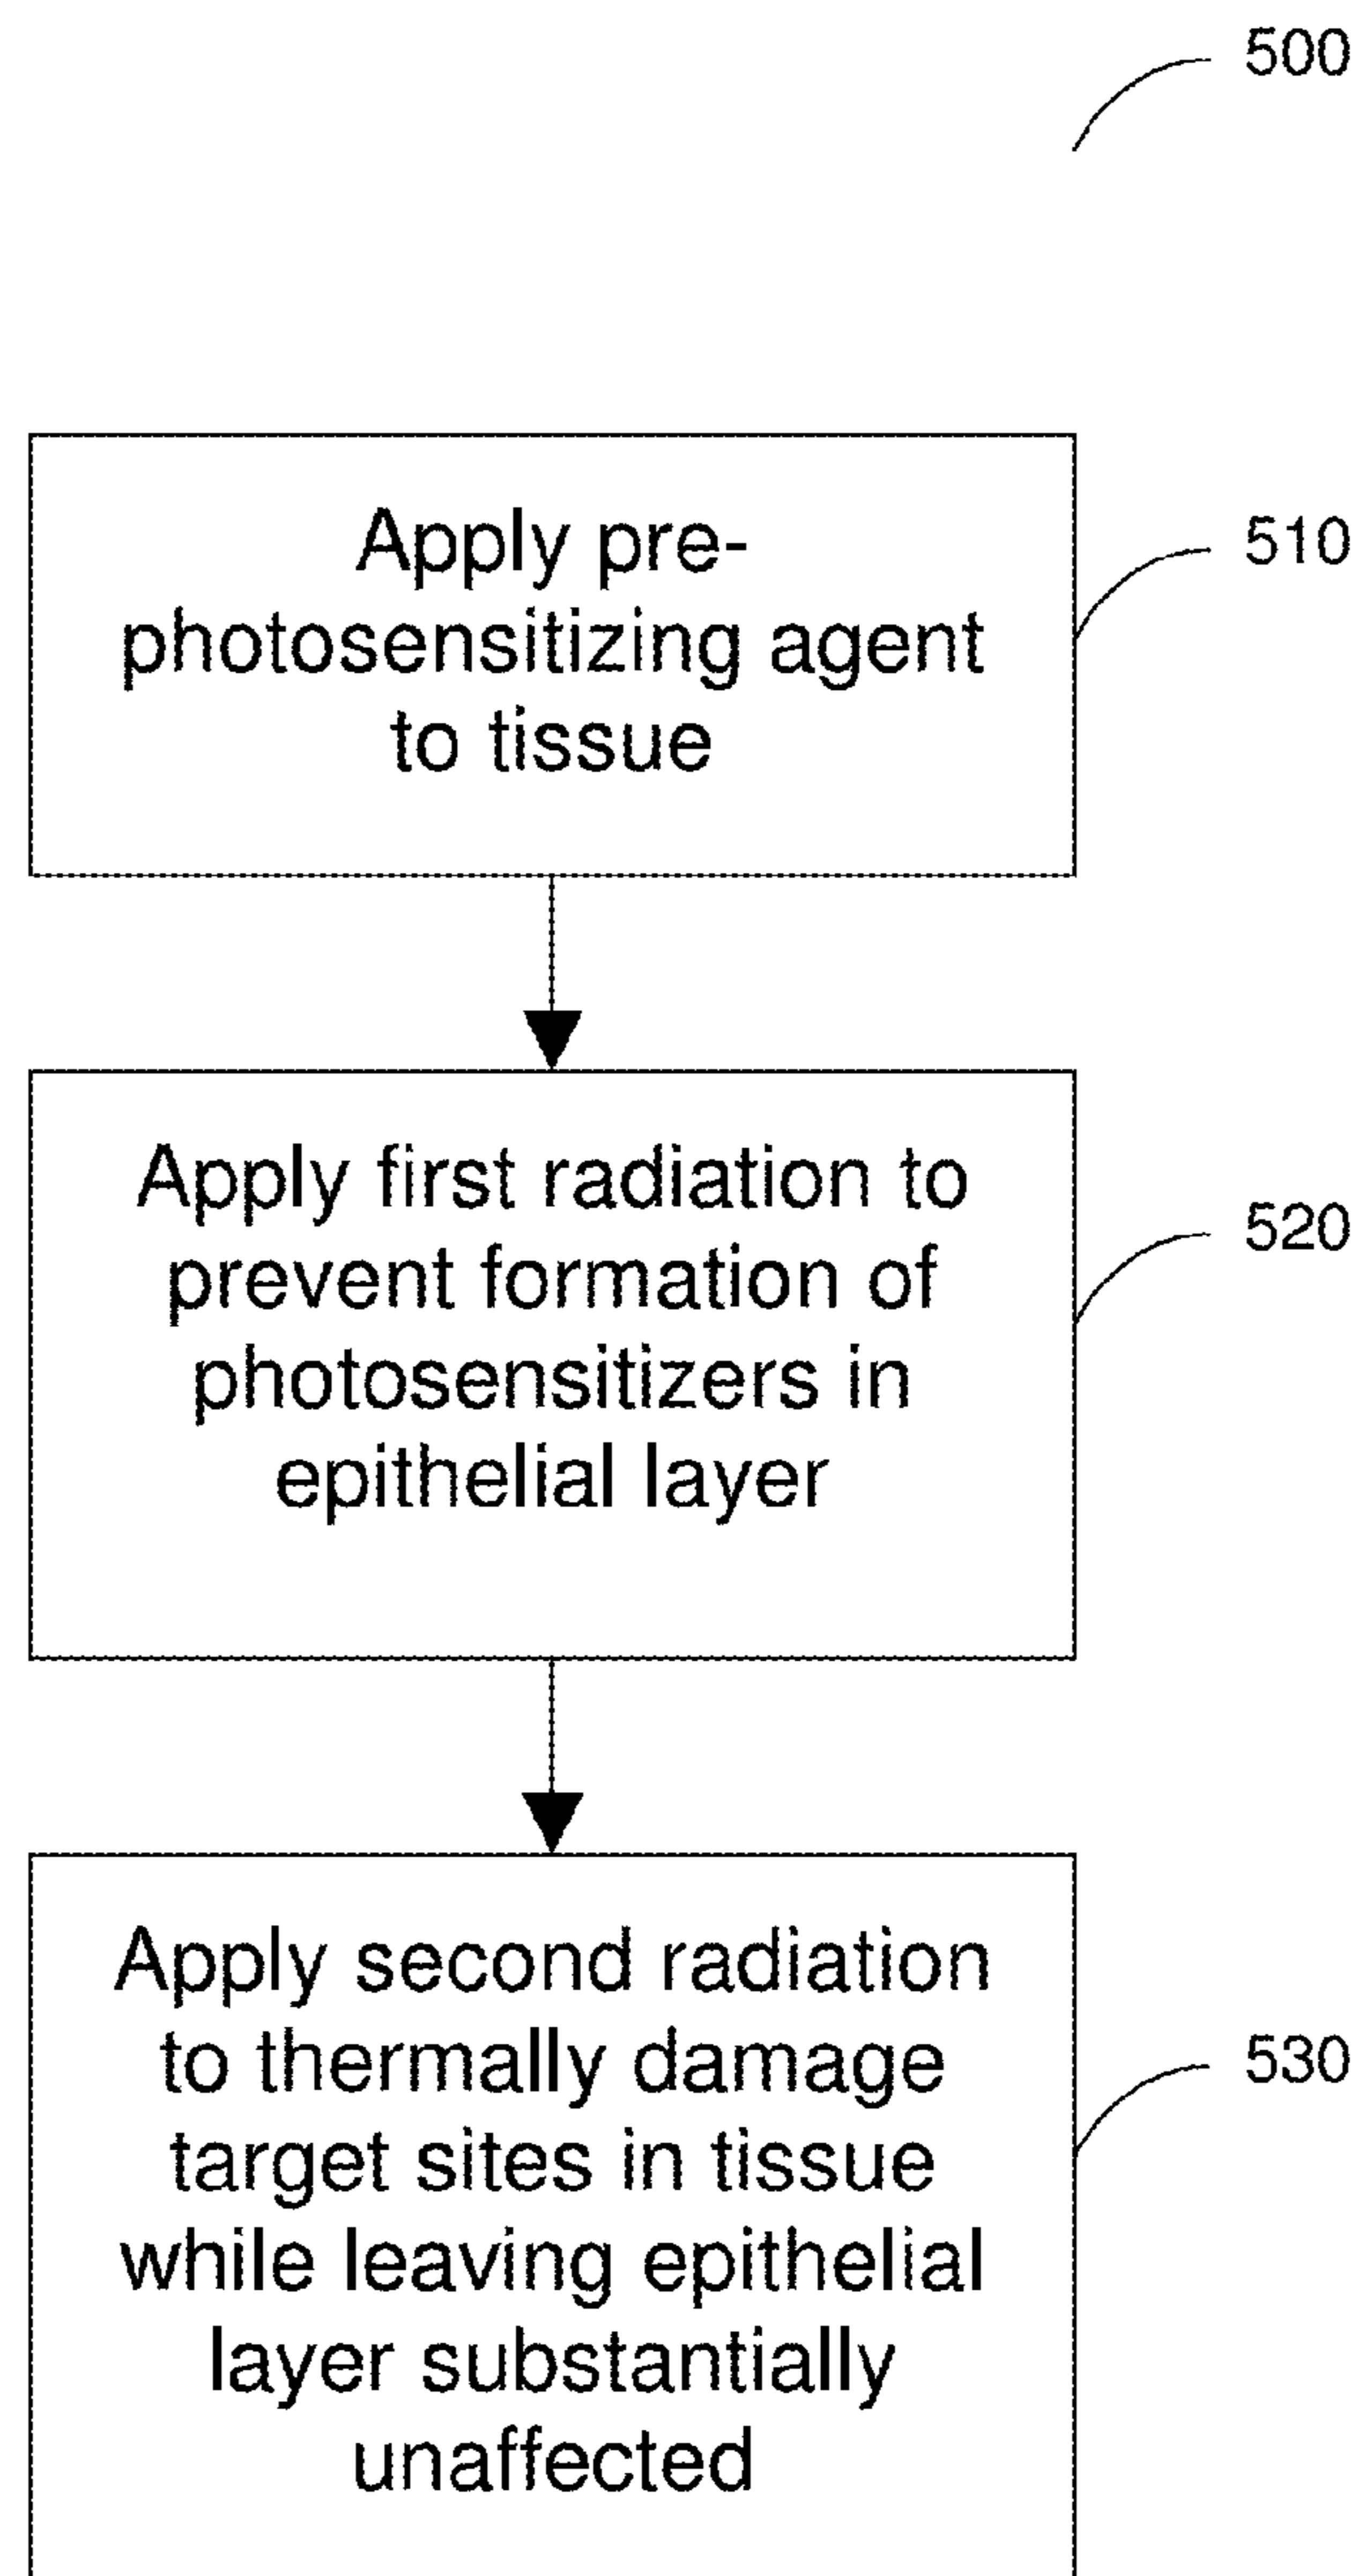 500
Apply pre-
photosensitizing agent
to tissue
510
Apply first radiation to
prevent formation of
photosensitizers in
epithelial layer
520
Apply second radiation
to thermally damage
target sites in tissue
while leaving epithelial
layer substantially
unaffected
530